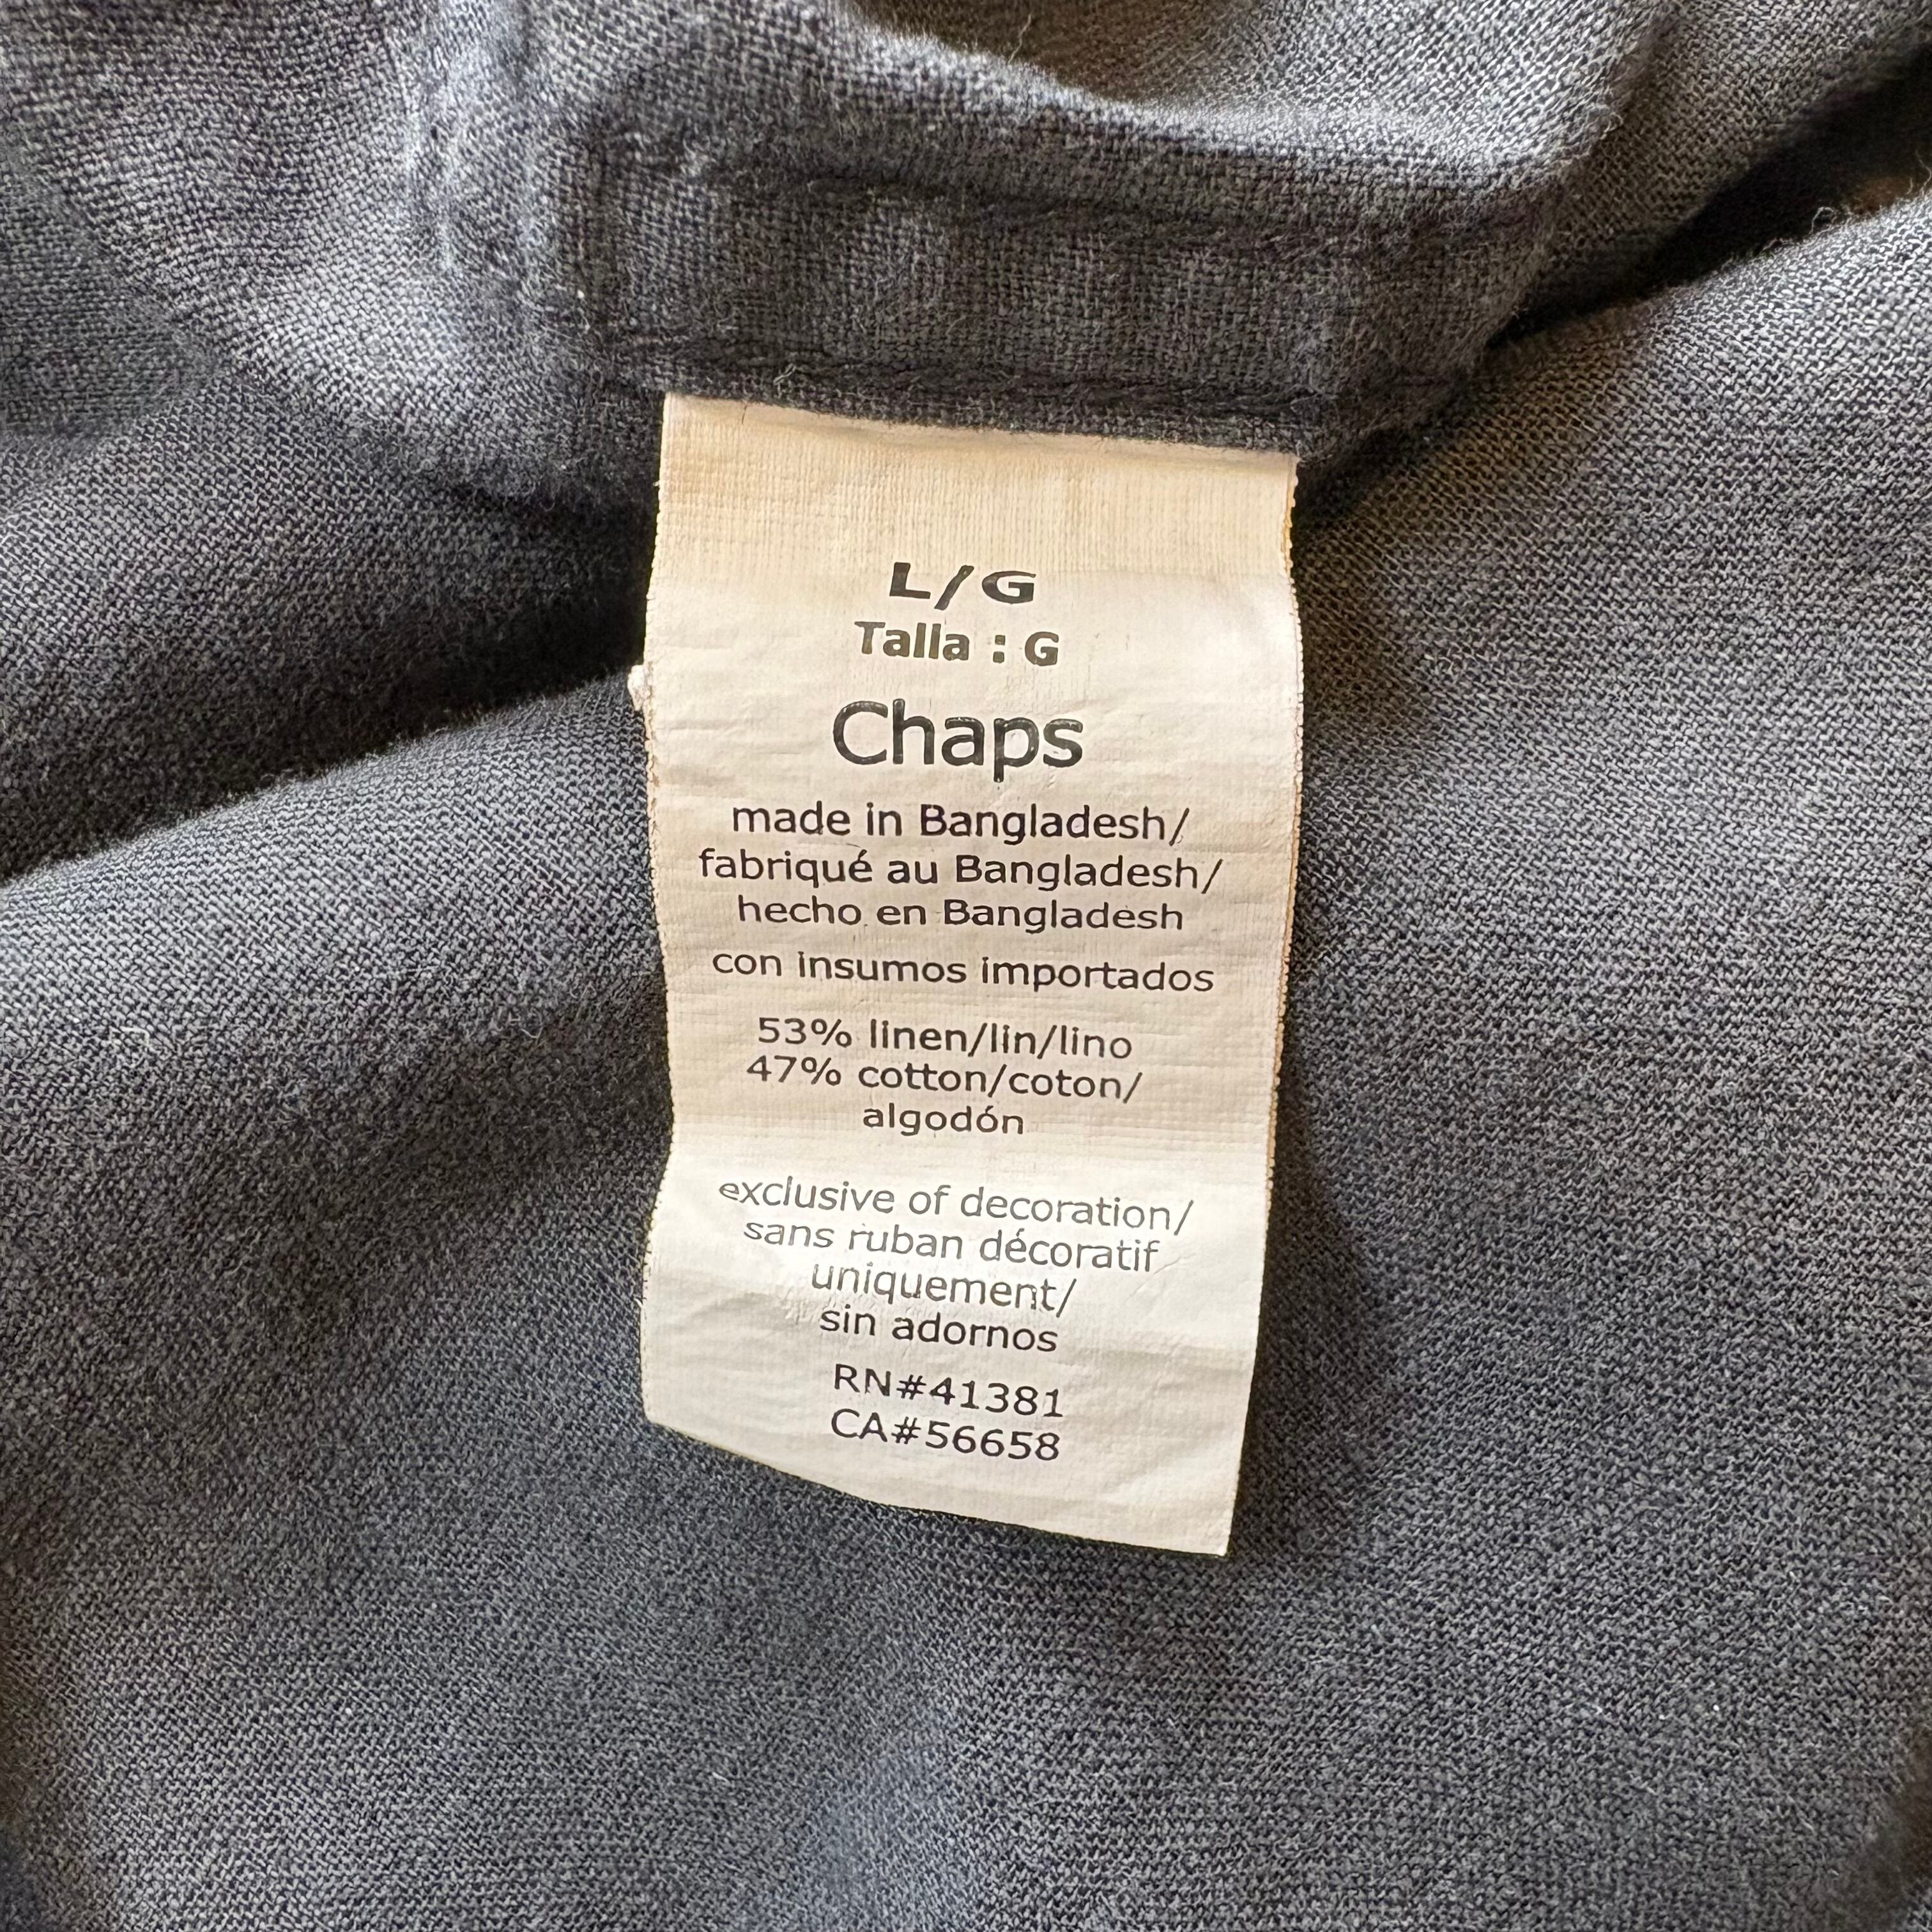 L/G
Talla : G
Chaps
made in Bangladesh/
fabriqué au Bangladesh/
hecho en Bangladesh
con insumos importados
53% linen/lin/lino
47% cotton/coton/
algodón
exclusive of decoration/
sans ruban décoratif
uniquement/
sin adornos
RN#41381
CA#56658